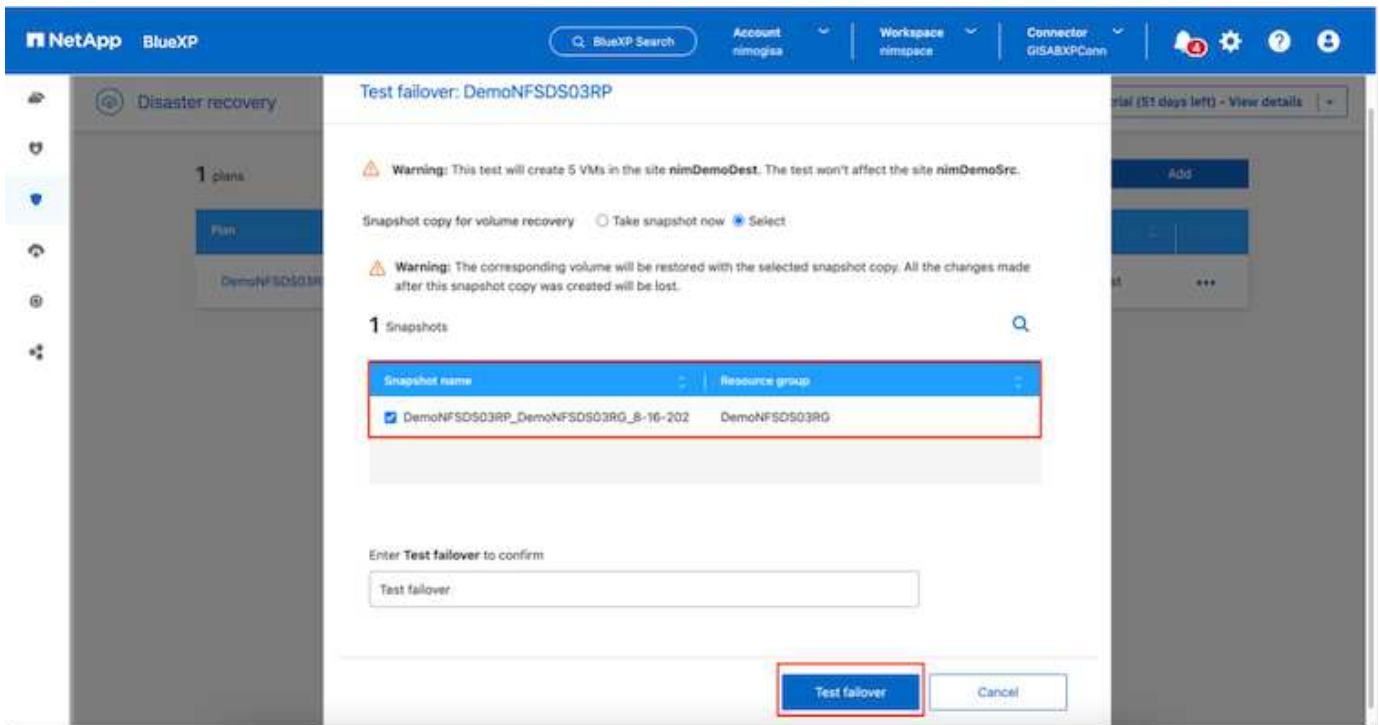 NetApp BlueXP
BlueXP Search
Account
nimogisa
Workspace
nimspace
Connector
GISABXPConn
4
Disaster recovery
Test failover: DemoNFSDS03RP
rial (51 days left) - View details
Warning: This test will create 5 VMs in the site nimDemoDest. The test won't affect the site nimDemoSrc.
1 plans
Add
Snapshot copy for volume recovery Take snapshot now Select
Plan
Warning: The corresponding volume will be restored with the selected snapshot copy. All the changes made
after this snapshot copy was created will be lost.
DemoNFSDS03R
st
1 Snapshots
Snapshot name Resource group
DemoNFSDS03RP_DemoNFSDS03RG_8-16-202 DemoNFSDS03RG
Enter Test failover to confirm
Test failover
Test failover Cancel